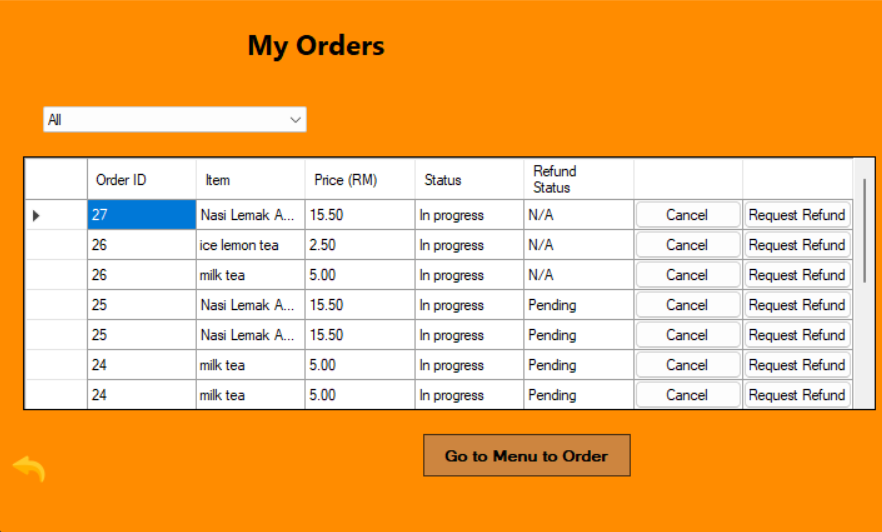 My Orders
All
Order ID Item Price (RM) Status Refund Status
27 Nasi Lemak A... 15.50 In progress N/A Cancel Request Refund
26 ice lemon tea 2.50 In progress N/A Cancel Request Refund
26 milk tea 5.00 In progress N/A Cancel Request Refund
25 Nasi Lemak A... 15.50 In progress Pending Cancel Request Refund
25 Nasi Lemak A... 15.50 In progress Pending Cancel Request Refund
24 milk tea 5.00 In progress Pending Cancel Request Refund
24 milk tea 5.00 In progress Pending Cancel Request Refund
Go to Menu to Order